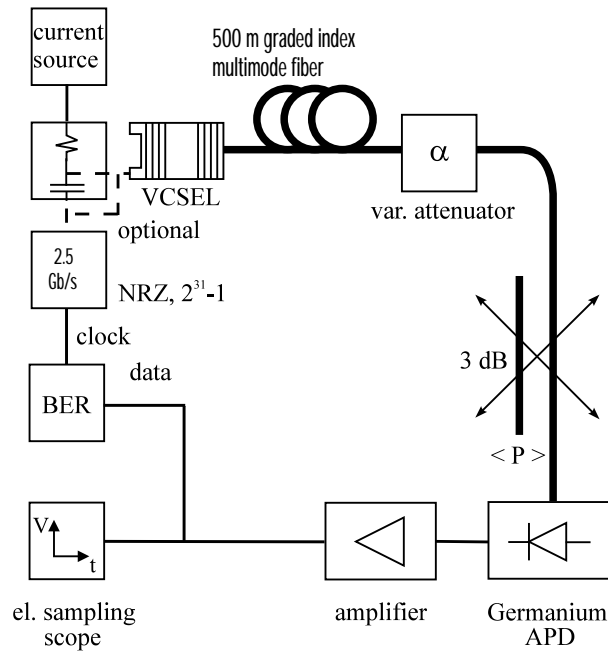 current
source
500 m graded index
multimode fiber
VCSEL
α
var. attenuator
optional
2.5
Gb/s
NRZ, 2³¹-1
clock
data
BER
3 dB
< P >
V
t
el. sampling
scope
amplifier
Germanium
APD